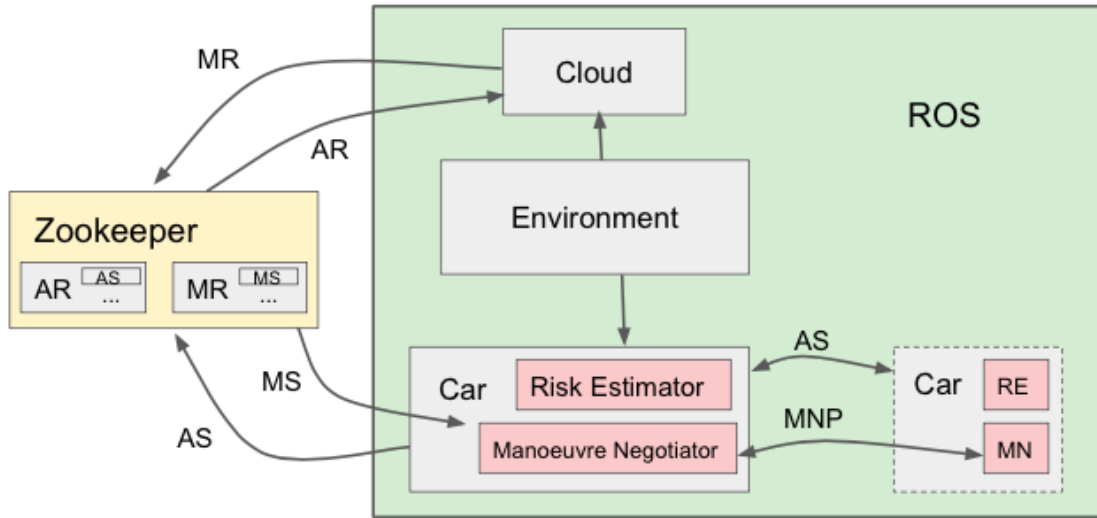 MR
Cloud
ROS
AR
Environment
Zookeeper
AR
AS
...
MR
MS
...
MS
AS
Car
Risk Estimator
Manoeuvre Negotiator
AS
MNP
Car
RE
MN